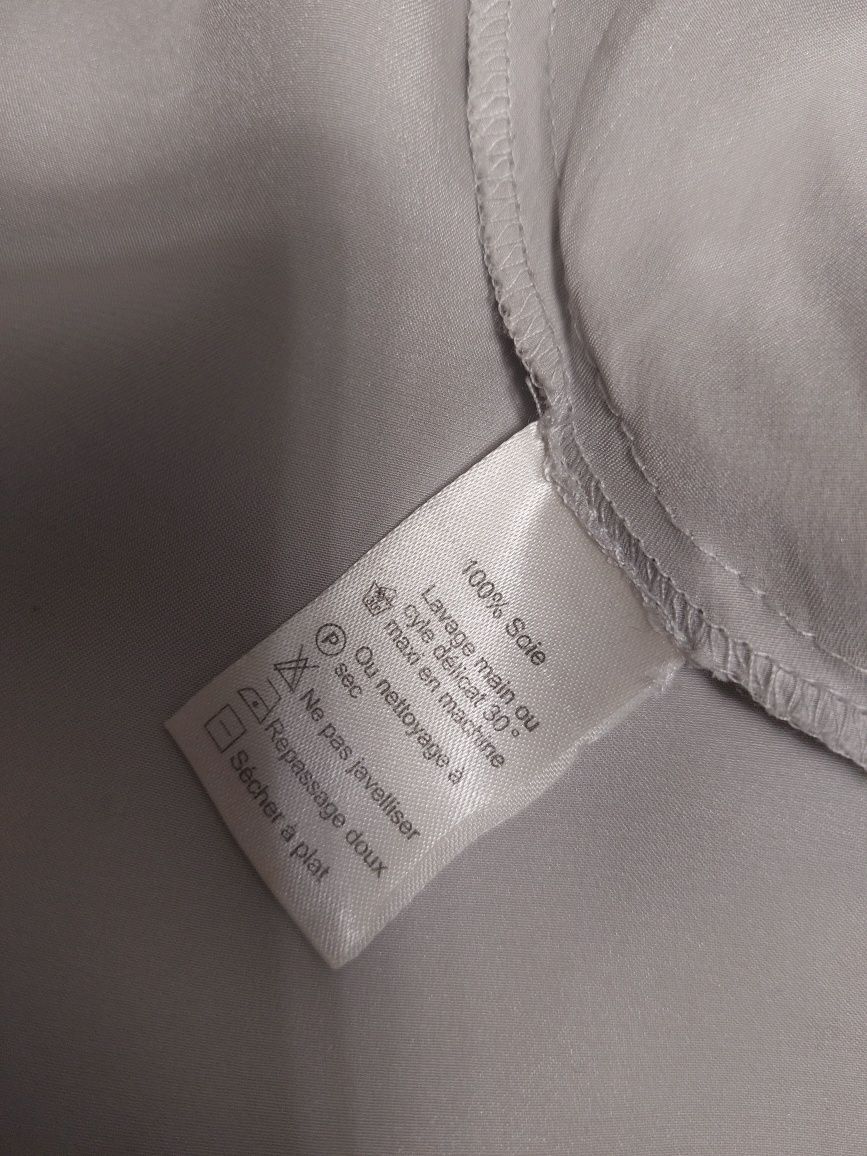 100% Soie
Lavage main ou
cyle délicat 30°
maxi en machine
Ou nettoyage à
P sec
Ne pas javelliser
Repassage doux
Sécher à plat